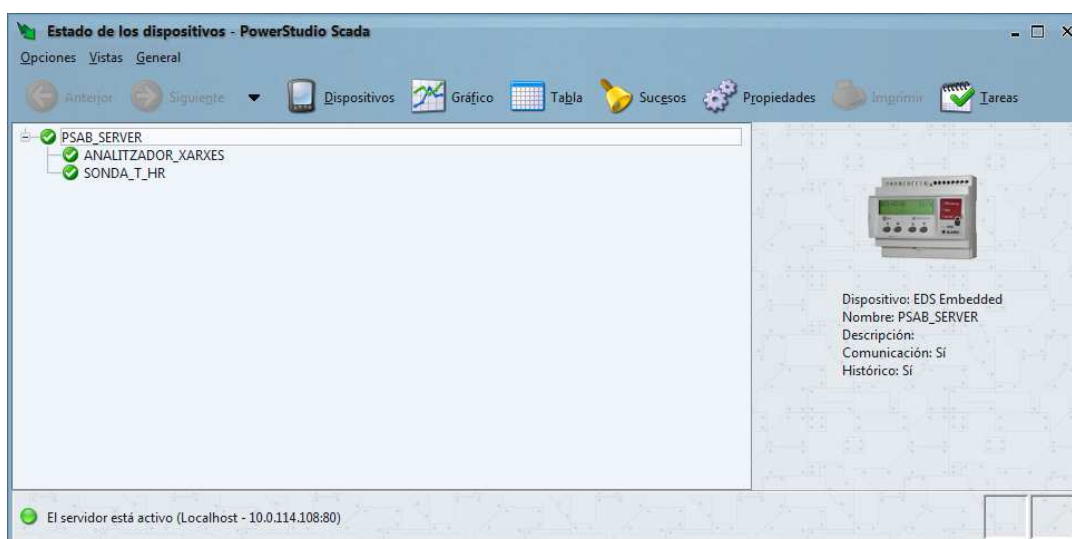 Estado de los dispositivos - PowerStudio Scada
Opciones Vistas General
Anterior Siguiente Dispositivos Gráfico Tabla Sucesos Propiedades Imprimir Tareas
PSAB_SERVER
ANALITZADOR_XARXES
SONDA_T_HR
Dispositivo: EDS Embedded
Nombre: PSAB_SERVER
Descripción:
Comunicación: Sí
Histórico: Sí
El servidor está activo (Localhost - 10.0.114.108:80)